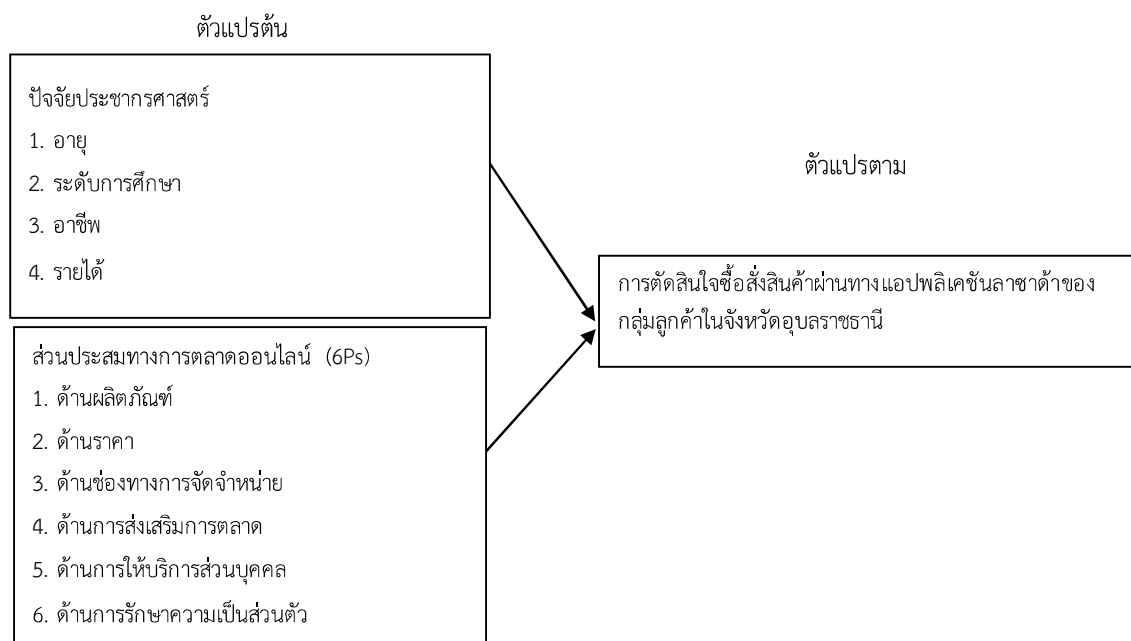 ตัวแปรต้น
ปัจจัยประชากรศาสตร์
1. อายุ
2. ระดับการศึกษา
3. อาชีพ
4. รายได้
ส่วนประสมทางการตลาดออนไลน์ (6Ps)
1. ด้านผลิตภัณฑ์
2. ด้านราคา
3. ด้านช่องทางการจัดจำหน่าย
4. ด้านการส่งเสริมการตลาด
5. ด้านการให้บริการส่วนบุคคล
6. ด้านการรักษาความเป็นส่วนตัว
ตัวแปรตาม
การตัดสินใจซื้อสั่งสินค้าผ่านทางแอปพลิเคชันลาซาด้าของ
กลุ่มลูกค้าในจังหวัดอุบลราชธานี